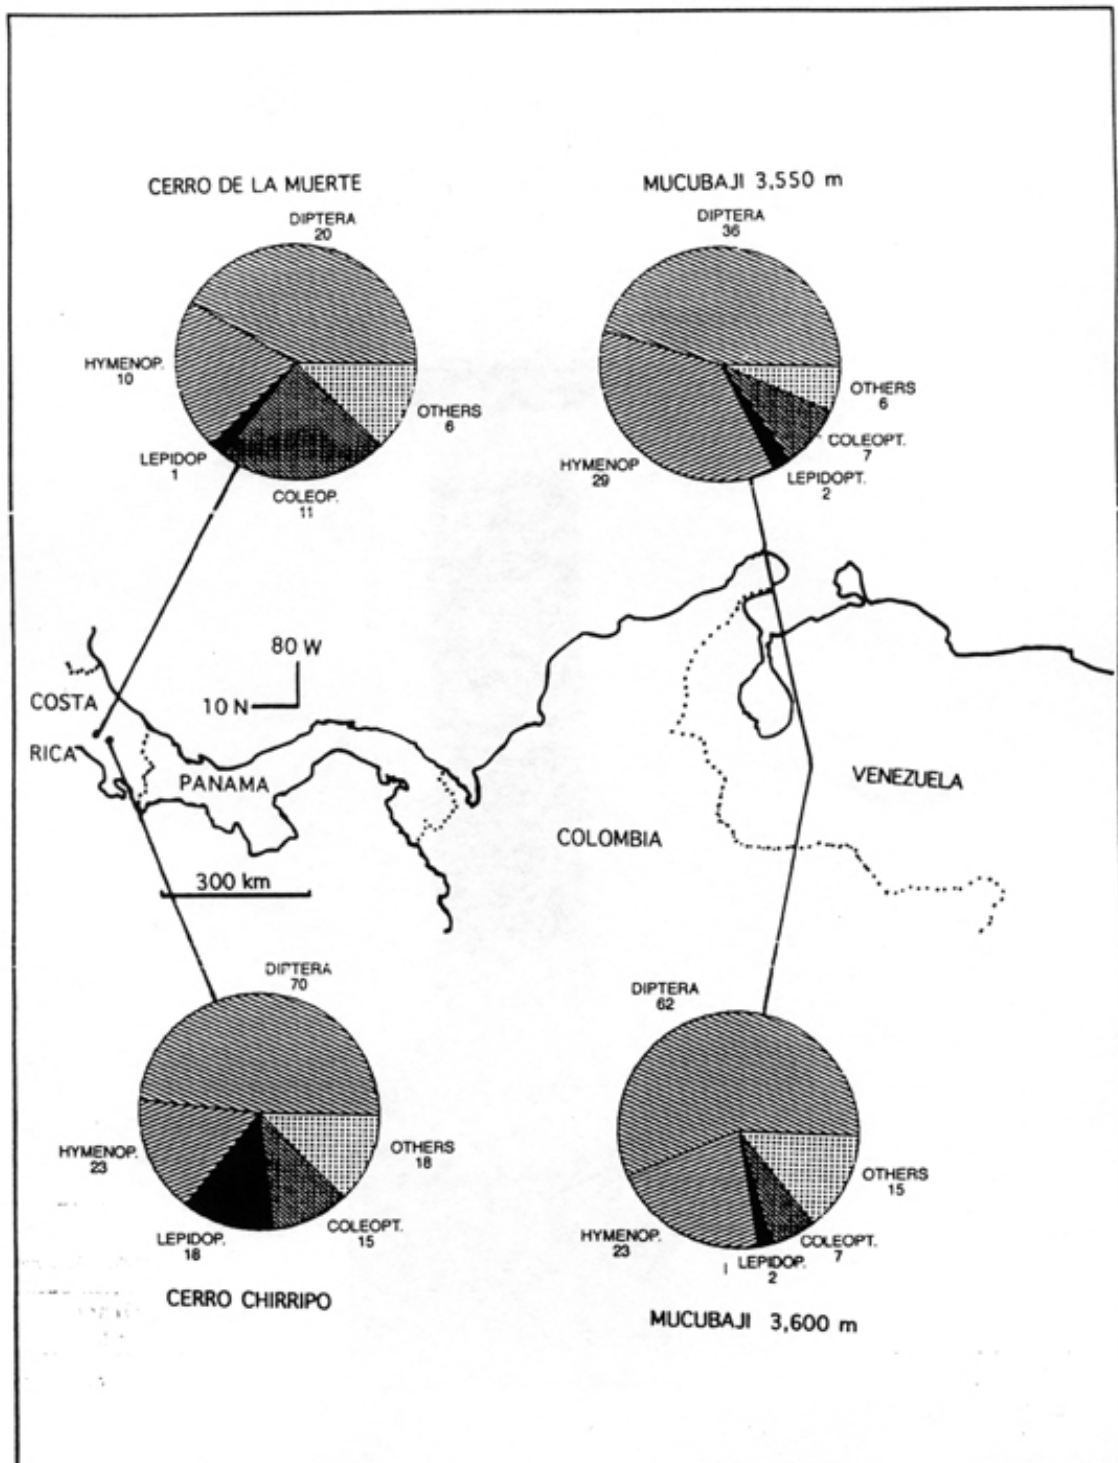 CERRO DE LA MUERTE
DIPTERA
20
HYMENOP.
10
LEPIDOP
1
COLEOP.
11
OTHERS
6
MUCUBAJI 3,550 m
DIPTERA
36
HYMENOP
29
LEPIDOPT.
2
COLEOPT.
7
OTHERS
6
80 W
10 N
COSTA
RICA
PANAMA
300 km
COLOMBIA
VENEZUELA
DIPTERA
70
HYMENOP.
23
LEPIDOP.
18
COLEOPT.
15
OTHERS
18
CERRO CHIRRIPO
DIPTERA
62
HYMENOP.
23
LEPIDOP.
2
COLEOPT.
7
OTHERS
15
MUCUBAJI 3,600 m